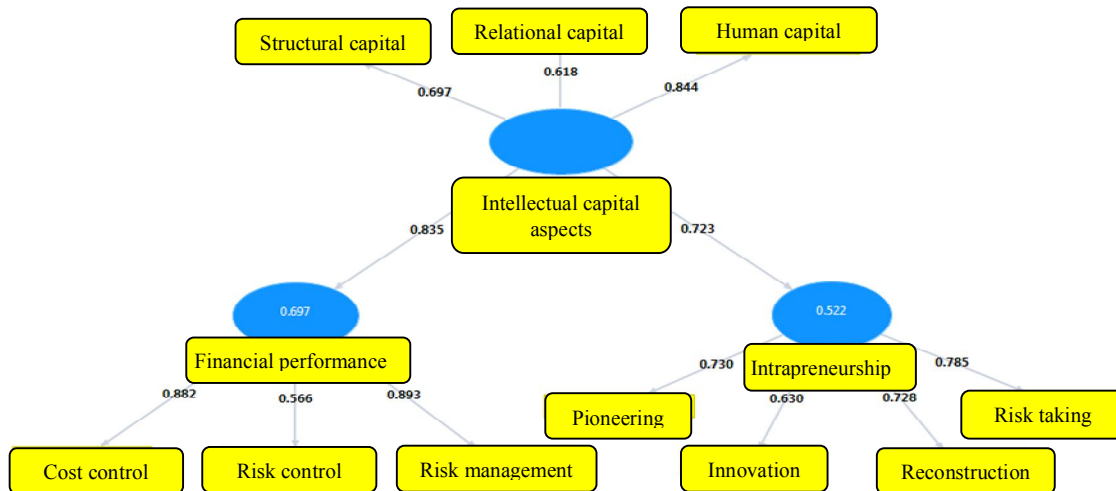 Structural capital
Relational capital
Human capital
0.697
0.618
0.844
Intellectual capital
aspects
0.835
0.723
0.697
0.522
Financial performance
Intrapreneurship
0.882
0.566
0.893
0.730
0.630
0.728
0.785
Pioneering
Risk taking
Cost control
Risk control
Risk management
Innovation
Reconstruction